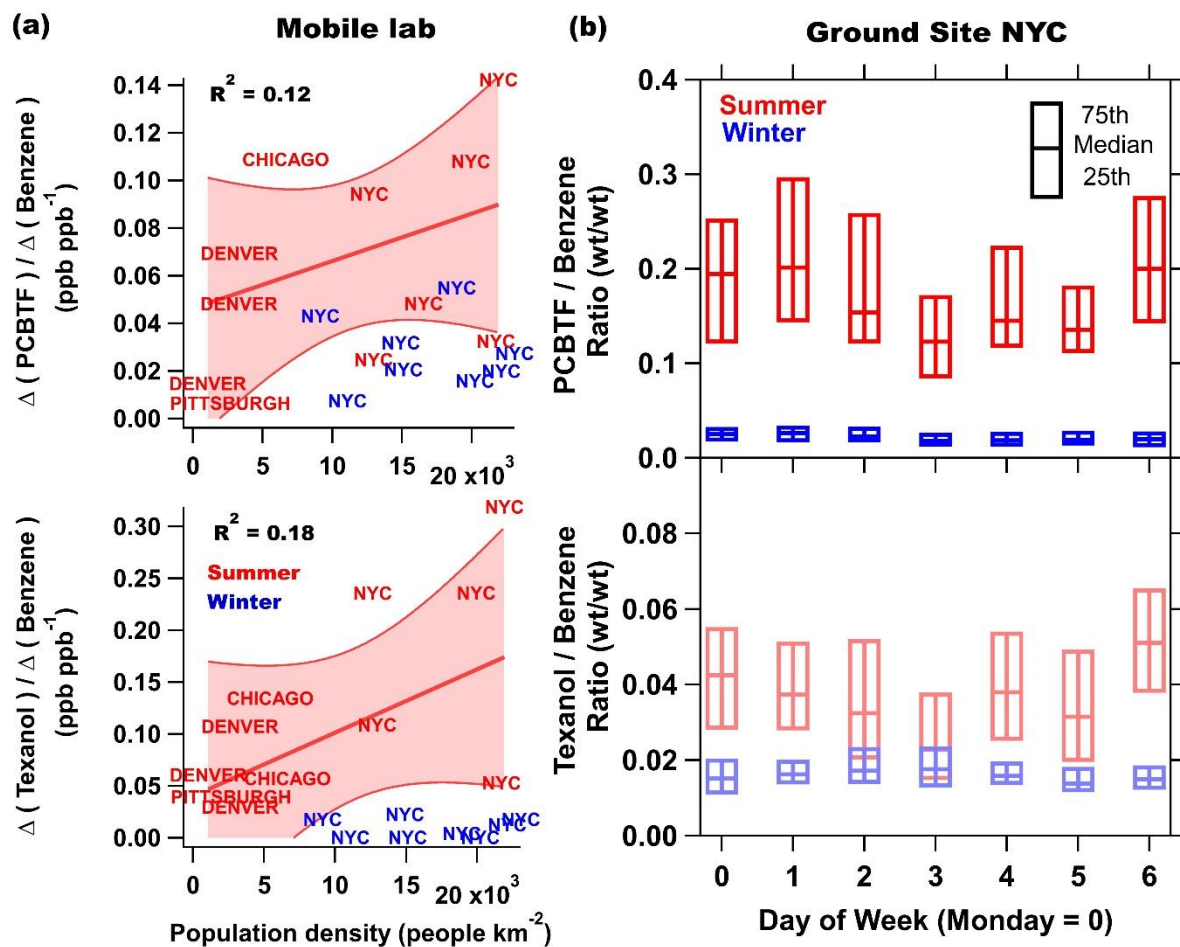 (a)
Mobile lab
Δ ( PCBTF ) / Δ ( Benzene )
(ppb ppb⁻¹)
0.14
0.12
0.10
0.08
0.06
0.04
0.02
0.00
R² = 0.12
NYC
CHICAGO
NYC
NYC
DENVER
NYC
DENVER
NYC
NYC
NYC
NYC
NYC
NYC
NYC
NYC
DENVER
NYC
PITTSBURGH
NYC
0
5
10
15
20 x10³
Δ ( Texanol ) / Δ ( Benzene )
(ppb ppb⁻¹)
0.30
0.25
0.20
0.15
0.10
0.05
0.00
R² = 0.18
Summer
Winter
NYC
NYC
NYC
CHICAGO
DENVER
NYC
DENVER
CHICAGO
NYC
PITTSBURGH
DENVER
NYC
NYC
NYC
NYC
NYC
NYC
NYC
NYC
0
5
10
15
20 x10³
Population density (people km⁻²)
(b)
Ground Site NYC
PCBTF / Benzene
Ratio (wt/wt)
0.4
0.3
0.2
0.1
0.0
Summer
Winter
75th
Median
25th
Texanol / Benzene
Ratio (wt/wt)
0.08
0.06
0.04
0.02
0.00
0
1
2
3
4
5
6
Day of Week (Monday = 0)